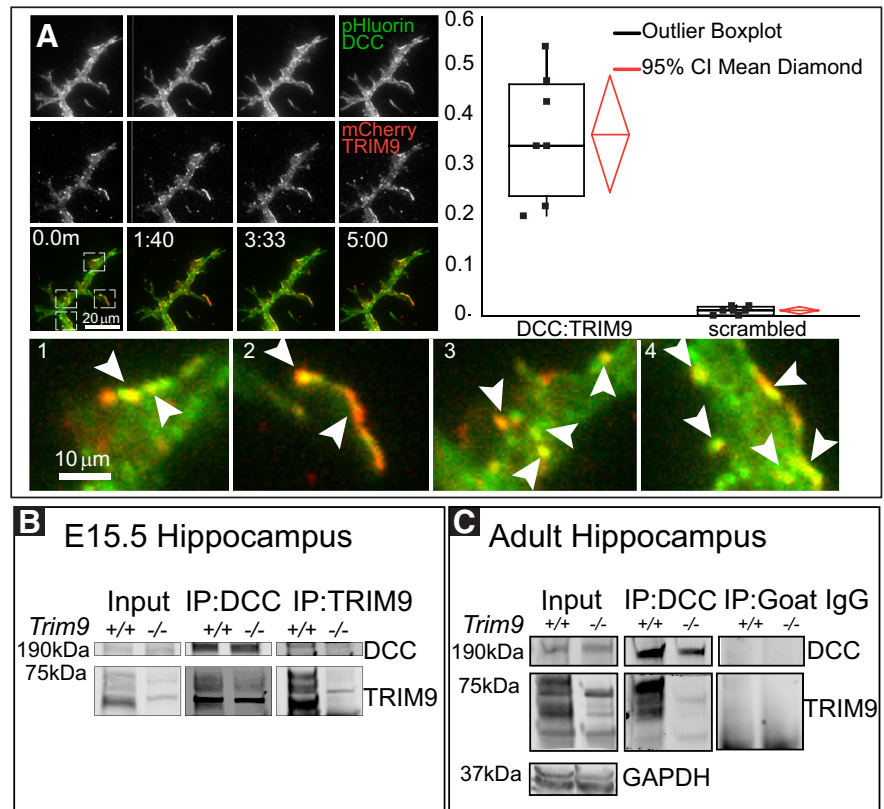 A
pHluorin
DCC
mCherry
TRIM9
0.0m
1:40
3:33
5:00
20 µm
0.6
0.5
0.4
0.3
0.2
0.1
0.
Outlier Boxplot
95% CI Mean Diamond
DCC:TRIM9
scrambled
1
2
3
4
10 µm
B
E15.5 Hippocampus
Input IP:DCC IP:TRIM9
Trim9 +/+ -/- +/+ -/- +/+ -/-
190kDa DCC
75kDa
TRIM9
C
Adult Hippocampus
Input IP:DCC IP:Goat IgG
Trim9 +/+ -/- +/+ -/- +/+ -/-
190kDa DCC
75kDa
TRIM9
37kDa GAPDH